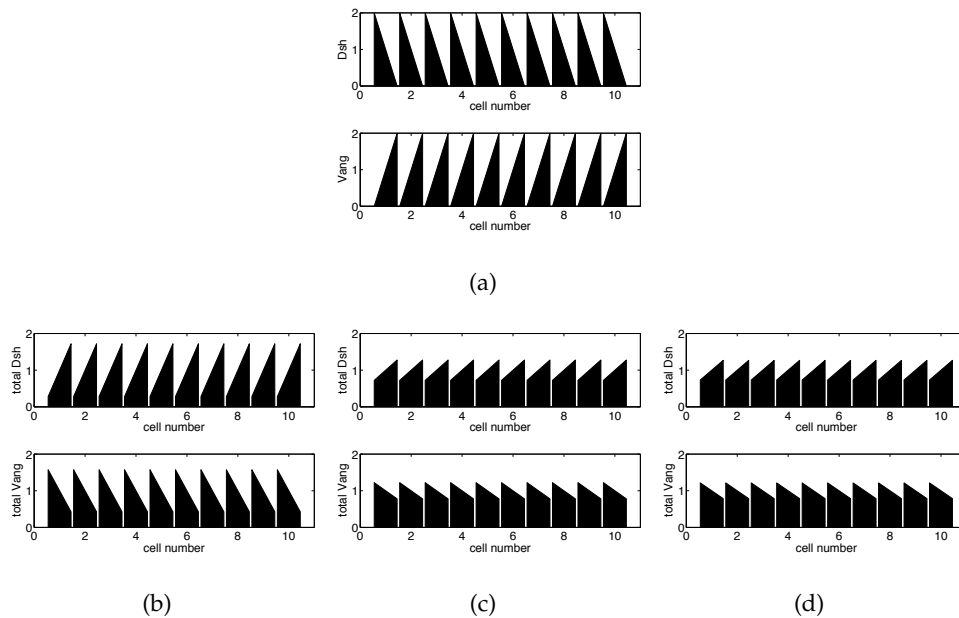 2
1
0
Dsh
0 2 4 6 8 10
cell number
2
1
0
Vang
0 2 4 6 8 10
cell number
(a)
2
1
0
total Dsh
0 2 4 6 8 10
cell number
2
1
0
total Dsh
0 2 4 6 8 10
cell number
2
1
0
total Dsh
0 2 4 6 8 10
cell number
2
1
0
total Vang
0 2 4 6 8 10
cell number
2
1
0
total Vang
0 2 4 6 8 10
cell number
2
1
0
total Vang
0 2 4 6 8 10
cell number
(b)
(c)
(d)